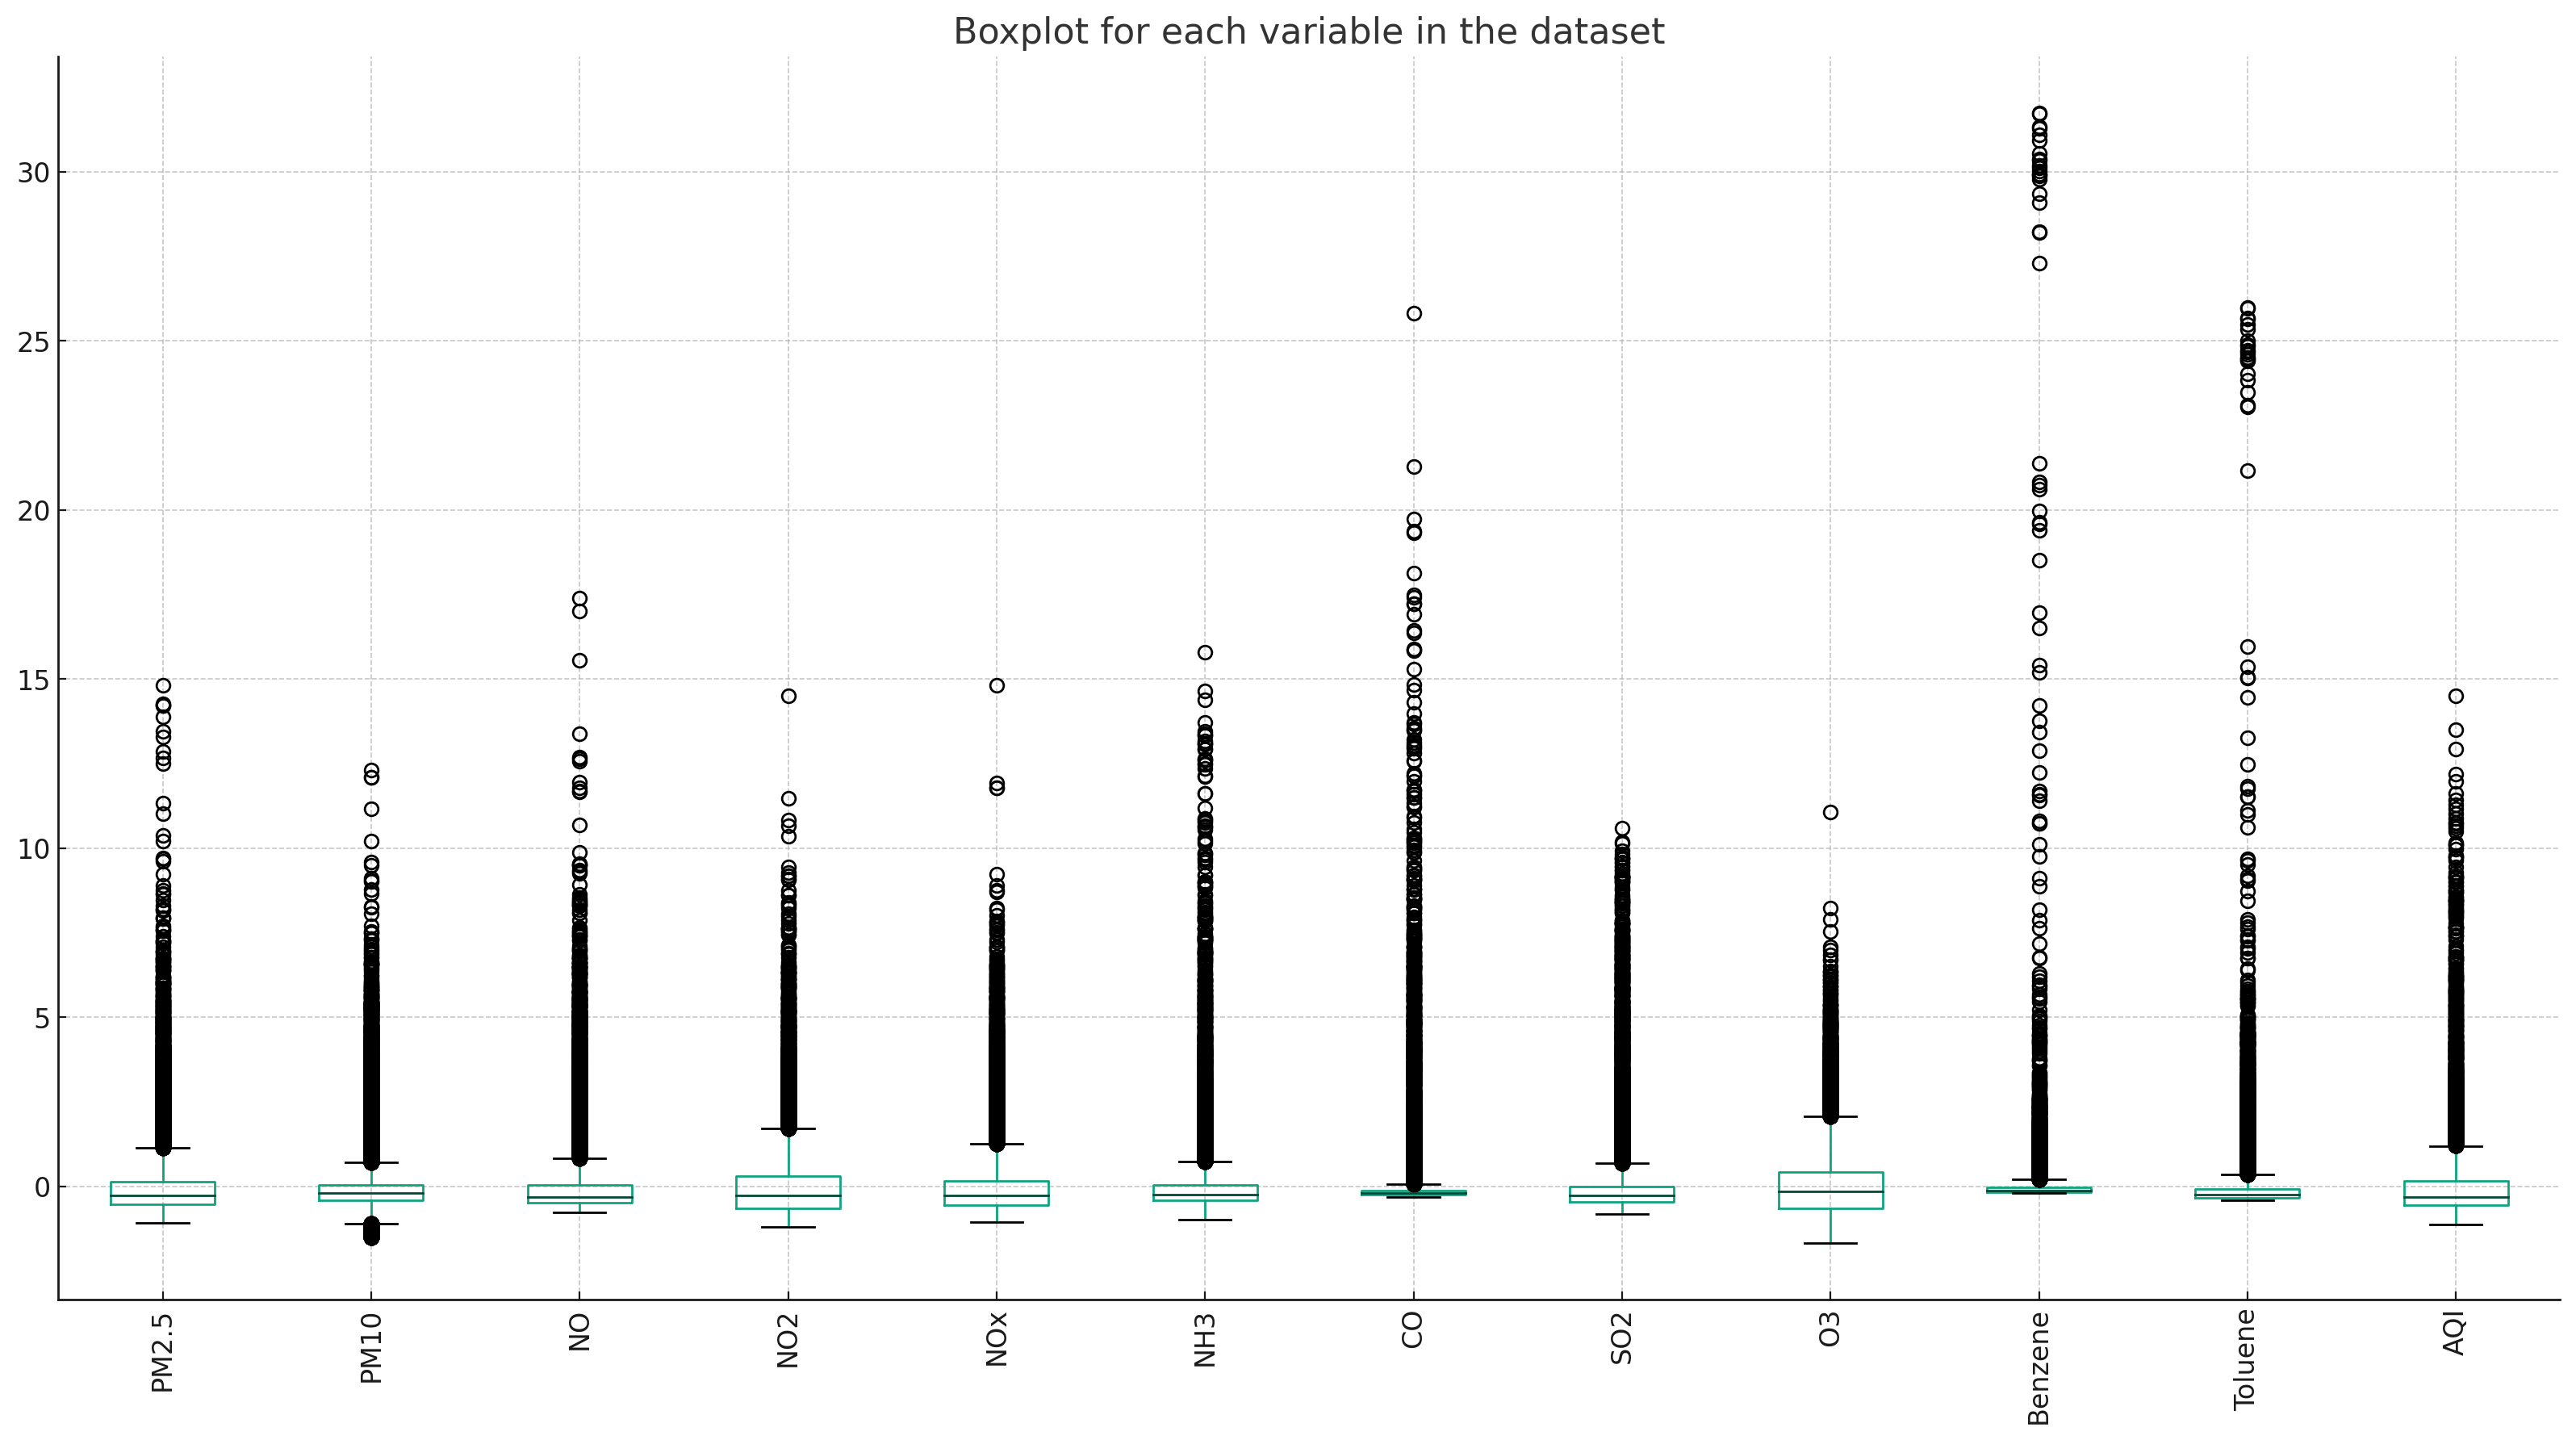 Boxplot for each variable in the dataset
30
25
20
15
10
5
0
PM2.5
PM10
NO
NO2
NOx
NH3
CO
SO2
O3
Benzene
Toluene
AQI